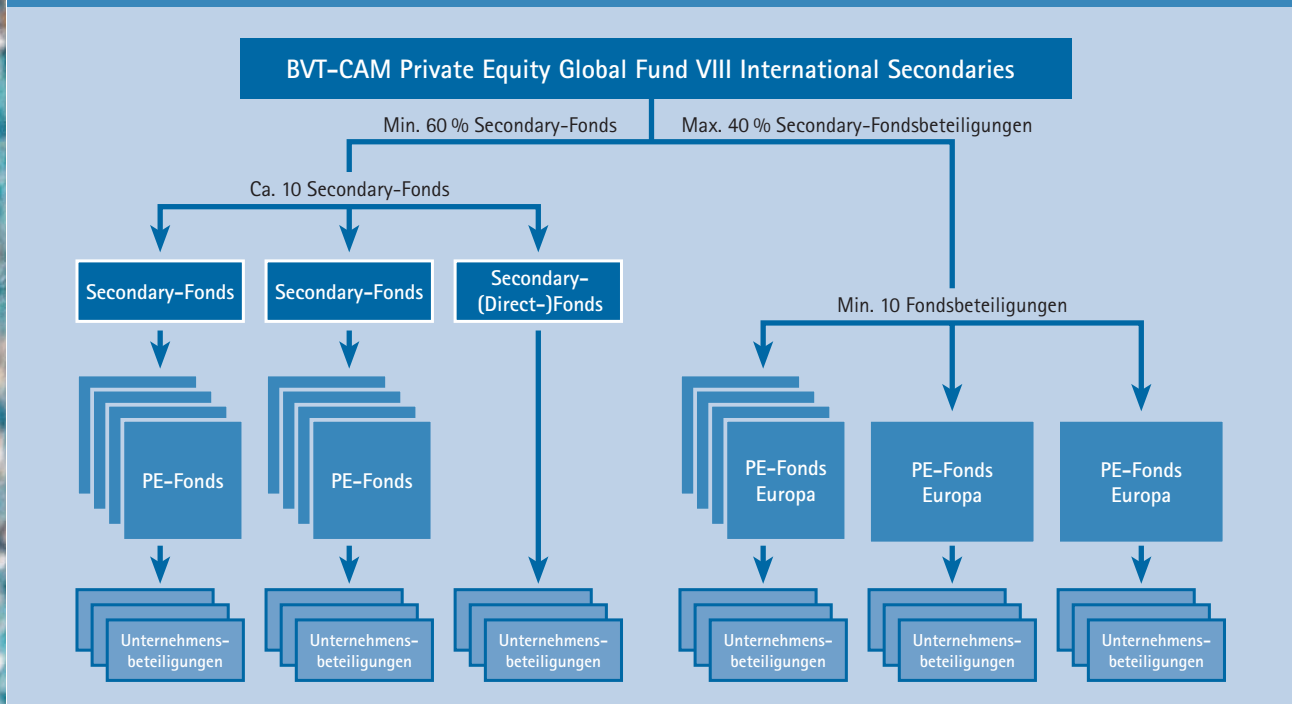 BVT-CAM Private Equity Global Fund VIII International Secondaries
Min. 60 % Secondary-Fonds
Max. 40 % Secondary-Fondsbeteiligungen
Ca. 10 Secondary-Fonds
Secondary-Fonds
Secondary-Fonds
Secondary-
(Direct-)Fonds
Min. 10 Fondsbeteiligungen
PE-Fonds
PE-Fonds
PE-Fonds
Europa
PE-Fonds
Europa
PE-Fonds
Europa
Unternehmens-
beteiligungen
Unternehmens-
beteiligungen
Unternehmens-
beteiligungen
Unternehmens-
beteiligungen
Unternehmens-
beteiligungen
Unternehmens-
beteiligungen